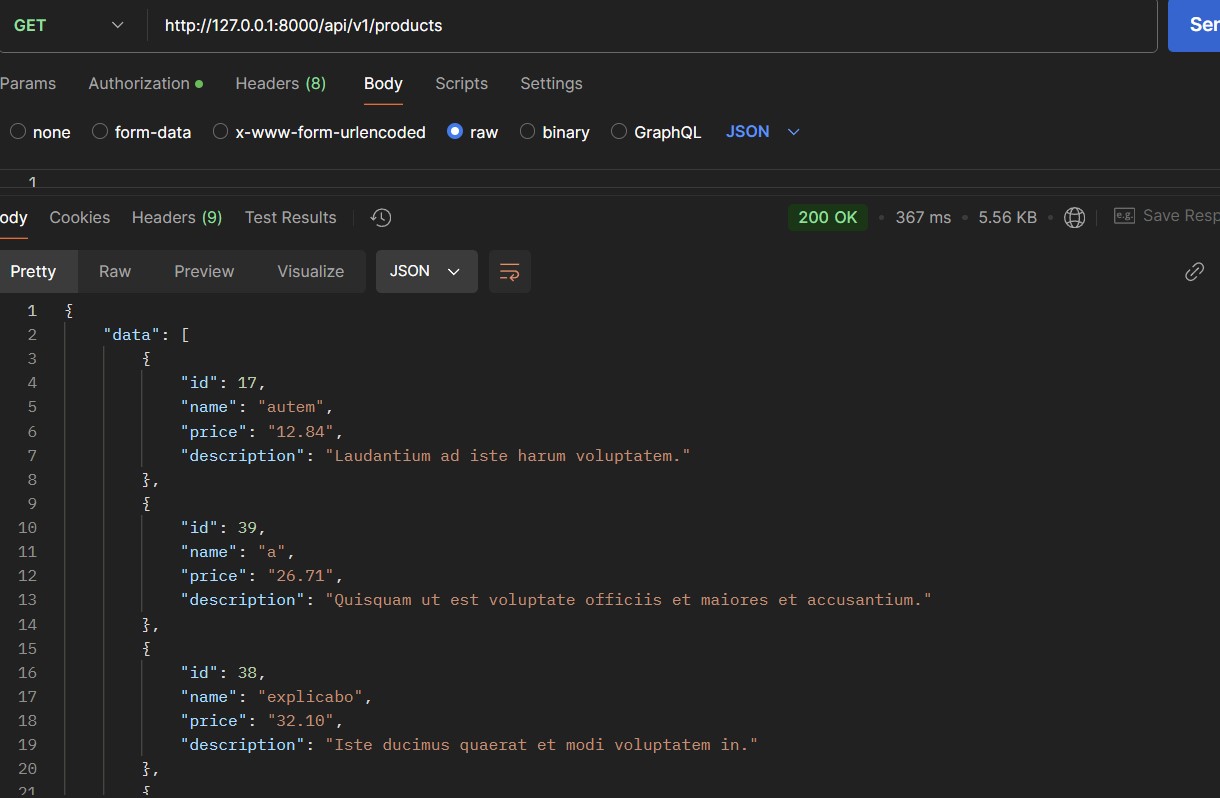 GET http://127.0.0.1:8000/api/v1/products Ser
Params Authorization Headers (8) Body Scripts Settings
none form-data x-www-form-urlencoded raw binary GraphQL JSON
1
ody Cookies Headers (9) Test Results 200 OK 367 ms 5.56 KB e.g. Save Resp
Pretty Raw Preview Visualize JSON
1 {
2 "data": [
3 {
4 "id": 17,
5 "name": "autem",
6 "price": "12.84",
7 "description": "Laudantium ad iste harum voluptatem."
8 },
9 {
10 "id": 39,
11 "name": "a",
12 "price": "26.71",
13 "description": "Quisquam ut est voluptate officiis et maiores et accusantium."
14 },
15 {
16 "id": 38,
17 "name": "explicabo",
18 "price": "32.10",
19 "description": "Iste ducimus quaerat et modi voluptatem in."
20 },
21 {